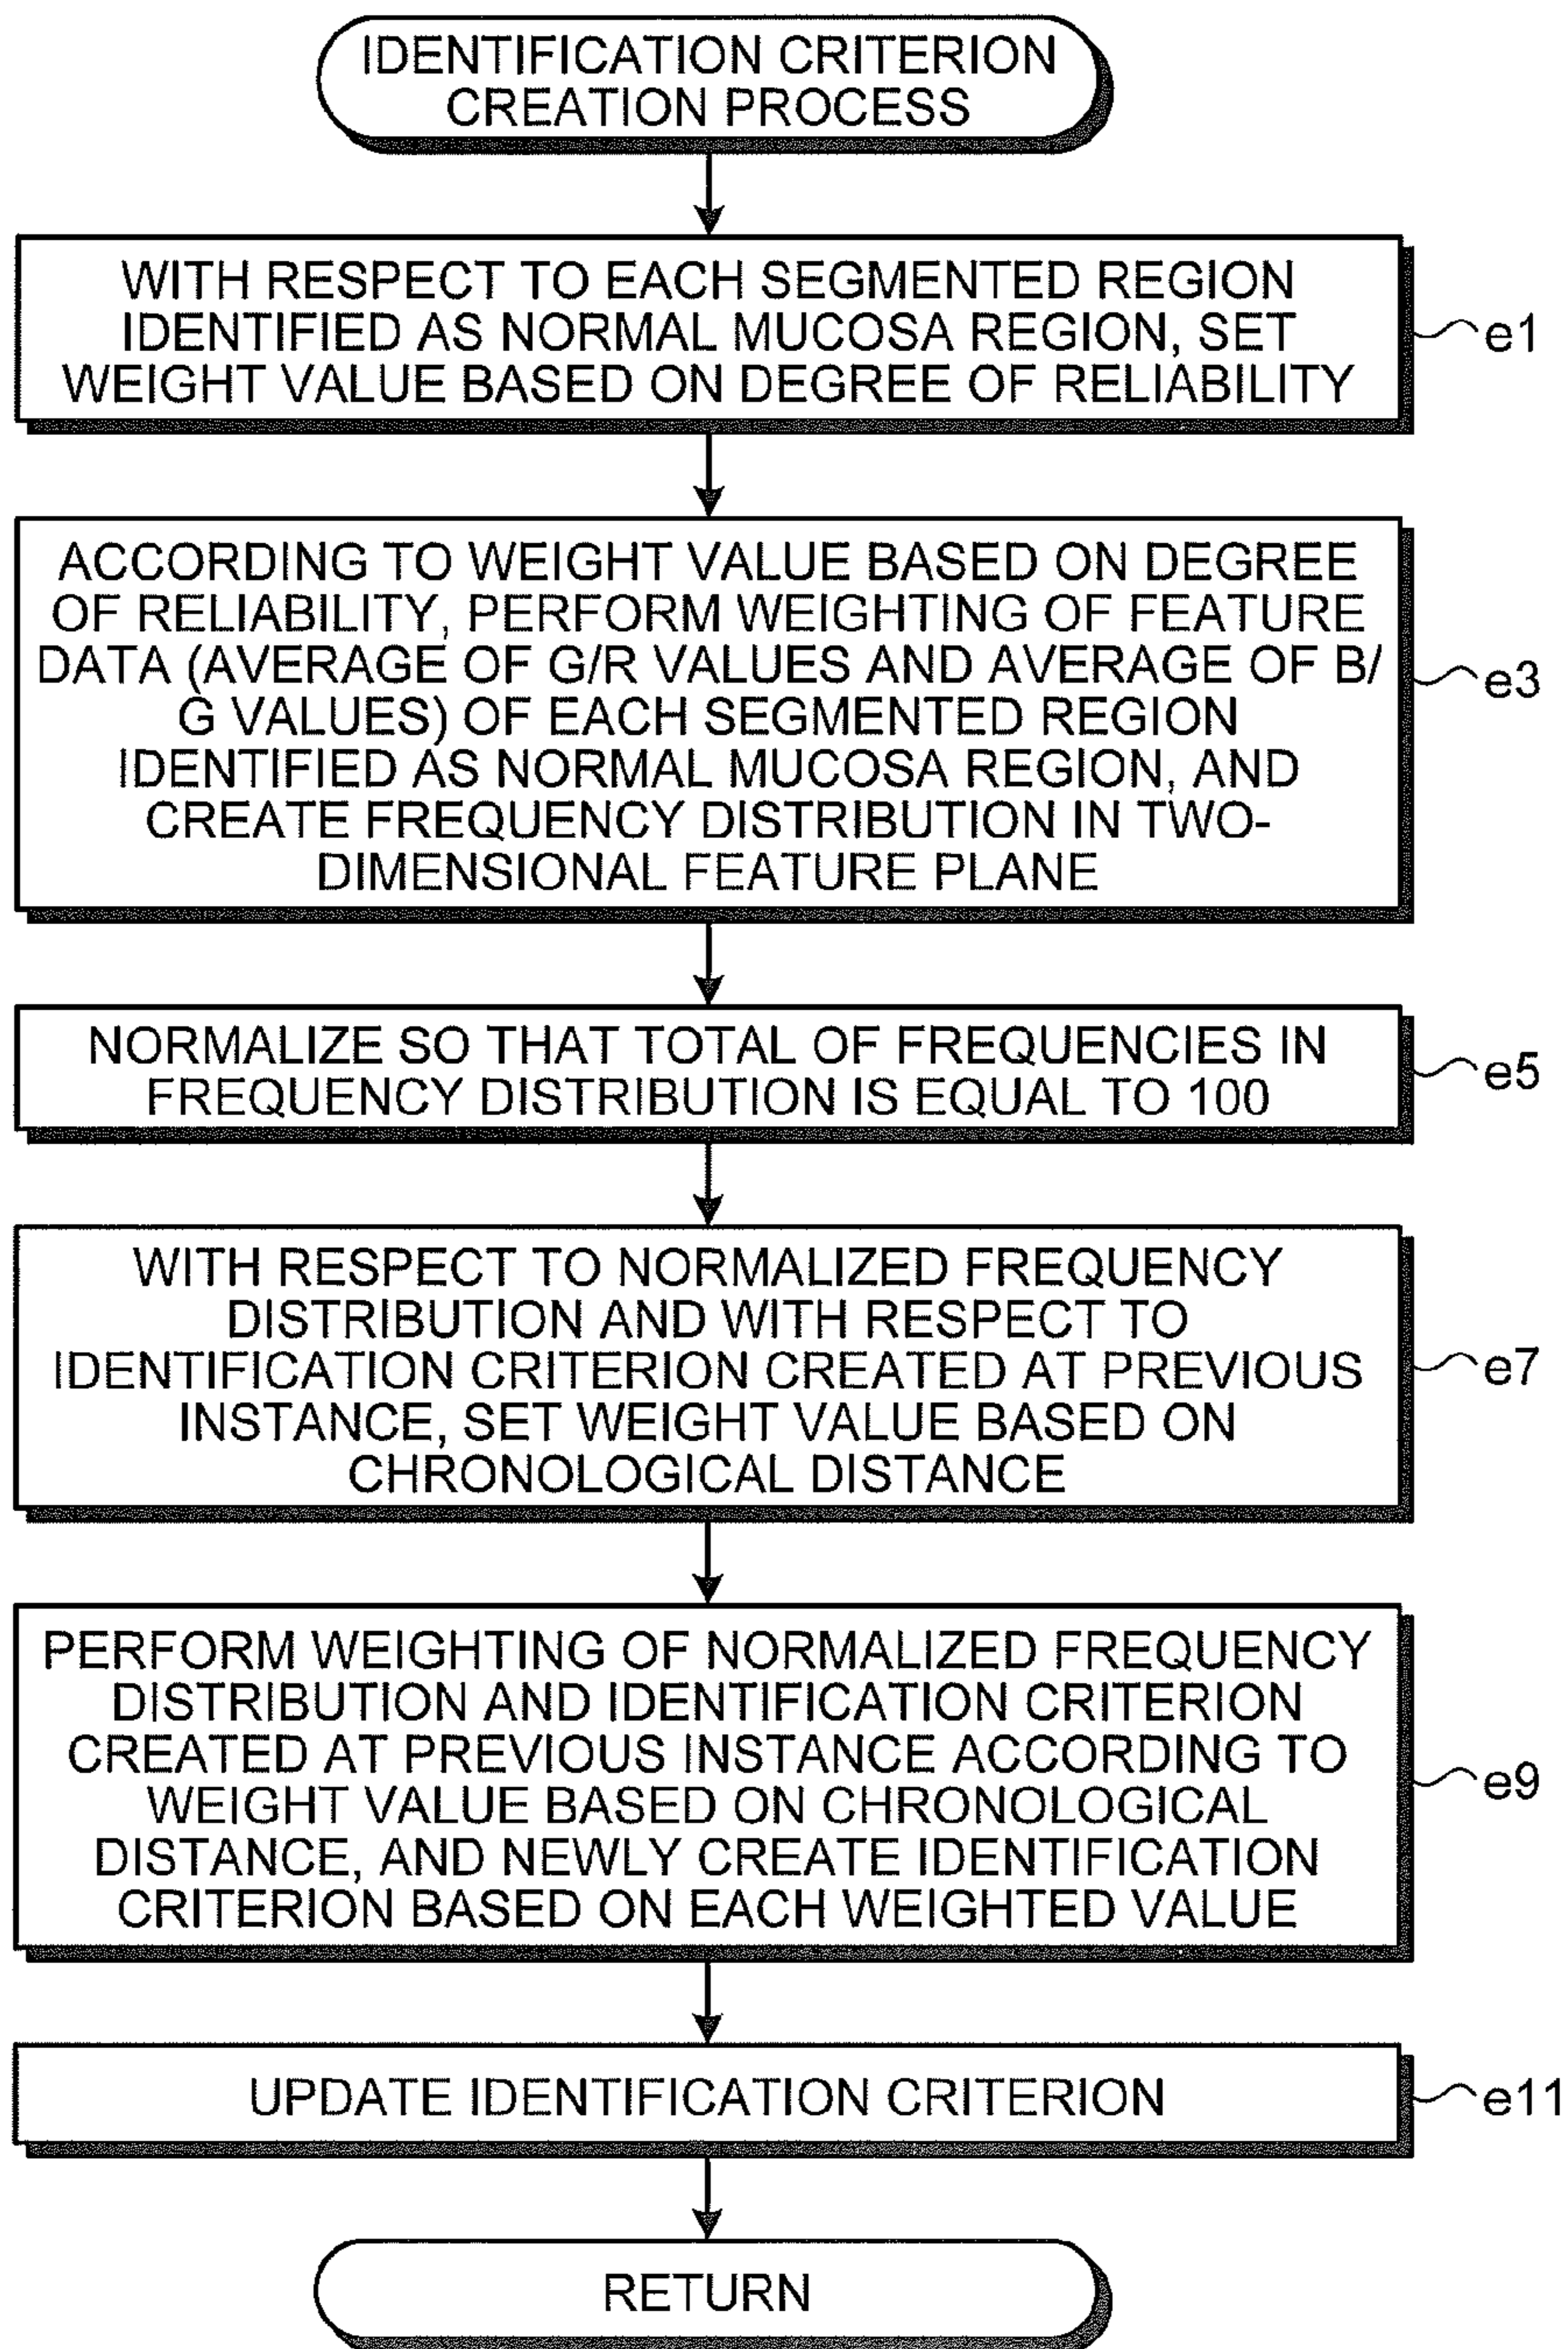 IDENTIFICATION CRITERION
CREATION PROCESS
WITH RESPECT TO EACH SEGMENTED REGION
IDENTIFIED AS NORMAL MUCOSA REGION, SET
WEIGHT VALUE BASED ON DEGREE OF RELIABILITY
e1
ACCORDING TO WEIGHT VALUE BASED ON DEGREE
OF RELIABILITY, PERFORM WEIGHTING OF FEATURE
DATA (AVERAGE OF G/R VALUES AND AVERAGE OF B/
G VALUES) OF EACH SEGMENTED REGION
IDENTIFIED AS NORMAL MUCOSA REGION, AND
CREATE FREQUENCY DISTRIBUTION IN TWO-
DIMENSIONAL FEATURE PLANE
e3
NORMALIZE SO THAT TOTAL OF FREQUENCIES IN
FREQUENCY DISTRIBUTION IS EQUAL TO 100
e5
WITH RESPECT TO NORMALIZED FREQUENCY
DISTRIBUTION AND WITH RESPECT TO
IDENTIFICATION CRITERION CREATED AT PREVIOUS
INSTANCE, SET WEIGHT VALUE BASED ON
CHRONOLOGICAL DISTANCE
e7
PERFORM WEIGHTING OF NORMALIZED FREQUENCY
DISTRIBUTION AND IDENTIFICATION CRITERION
CREATED AT PREVIOUS INSTANCE ACCORDING TO
WEIGHT VALUE BASED ON CHRONOLOGICAL
DISTANCE, AND NEWLY CREATE IDENTIFICATION
CRITERION BASED ON EACH WEIGHTED VALUE
e9
UPDATE IDENTIFICATION CRITERION
e11
RETURN